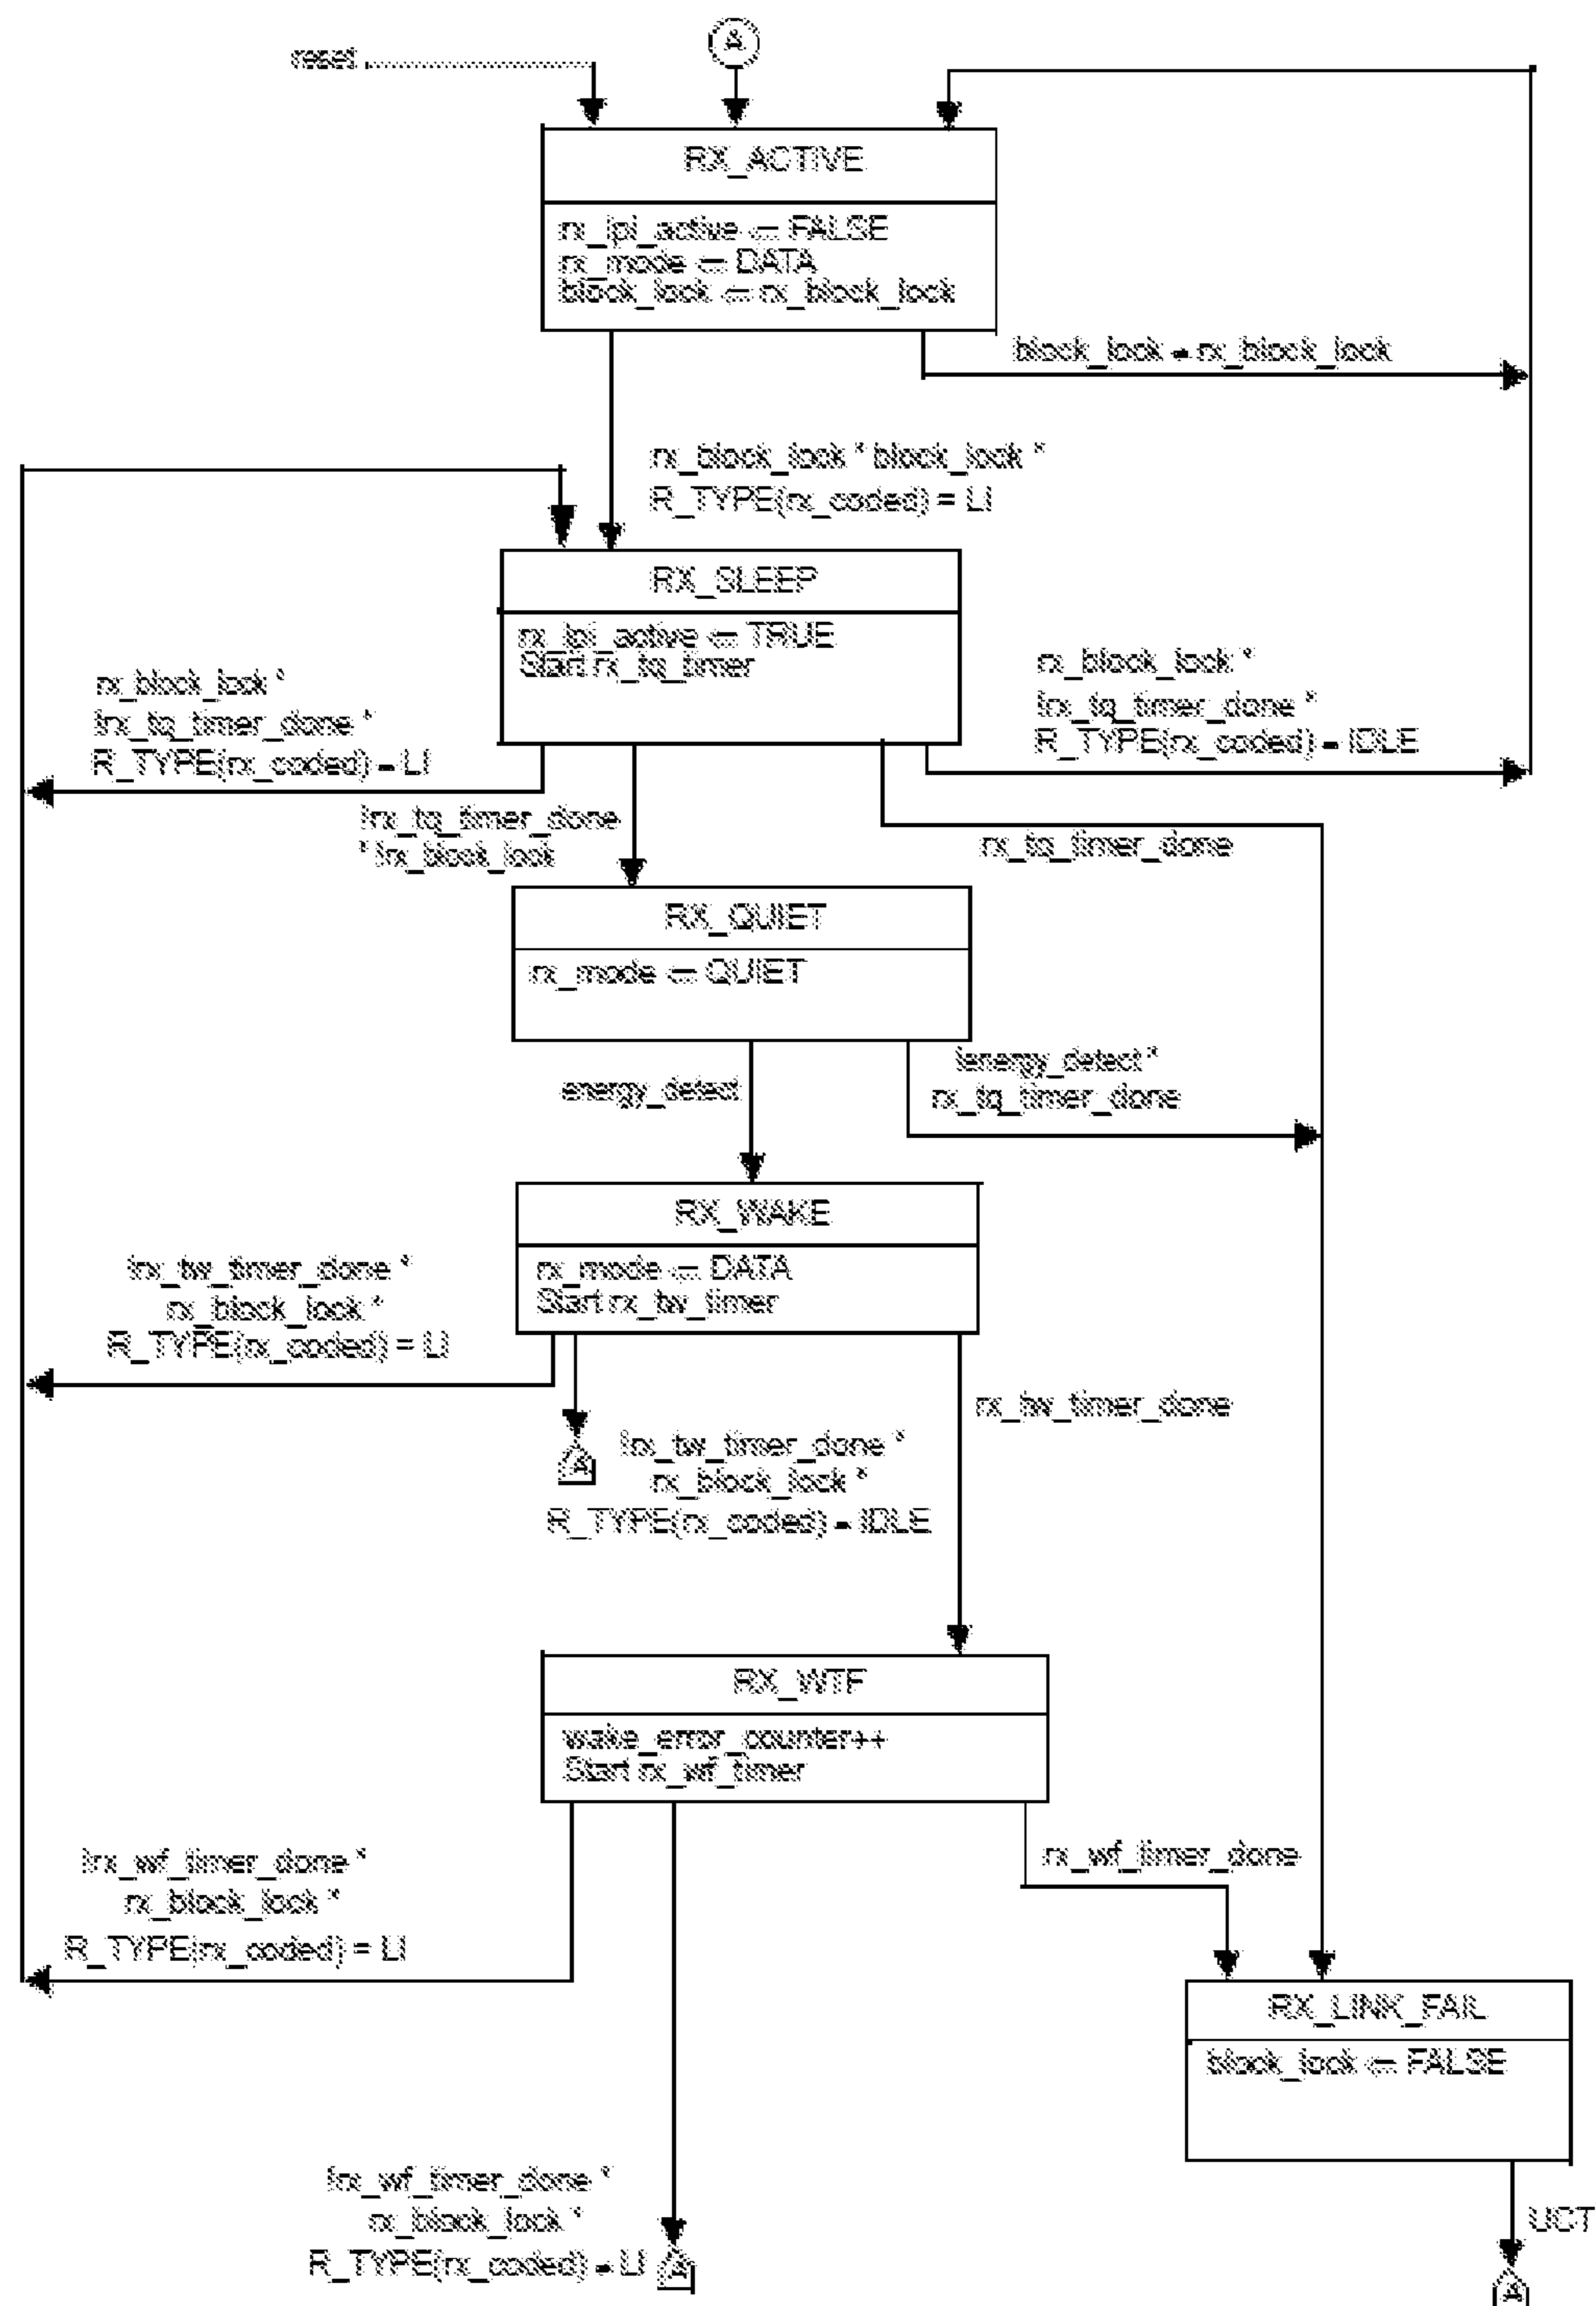 reset
A
RX_ACTIVE
rx_lpi_active ⇐ FALSE
rx_mode ⇐ DATA
block_lock ⇐ rx_block_lock
block_lock ≠ rx_block_lock
rx_block_lock * block_lock *
R_TYPE(rx_coded) = LI
RX_SLEEP
rx_lpi_active ⇐ TRUE
Start rx_tq_timer
rx_block_lock *
!rx_tq_timer_done *
R_TYPE(rx_coded) = IDLE
rx_block_lock *
!rx_tq_timer_done *
R_TYPE(rx_coded) = LI
!rx_tq_timer_done
* !rx_block_lock
rx_tq_timer_done
RX_QUIET
rx_mode ⇐ QUIET
energy_detect
!energy_detect *
rx_tq_timer_done
RX_WAKE
rx_mode ⇐ DATA
Start rx_tw_timer
!rx_tw_timer_done *
rx_block_lock *
R_TYPE(rx_coded) = LI
rx_tw_timer_done
A
!rx_tw_timer_done *
rx_block_lock *
R_TYPE(rx_coded) = IDLE
RX_WTF
wake_error_counter++
Start rx_wf_timer
!rx_wf_timer_done *
rx_block_lock *
R_TYPE(rx_coded) = LI
rx_wf_timer_done
RX_LINK_FAIL
block_lock ⇐ FALSE
!rx_wf_timer_done *
rx_block_lock *
R_TYPE(rx_coded) = LI
A
UCT
A